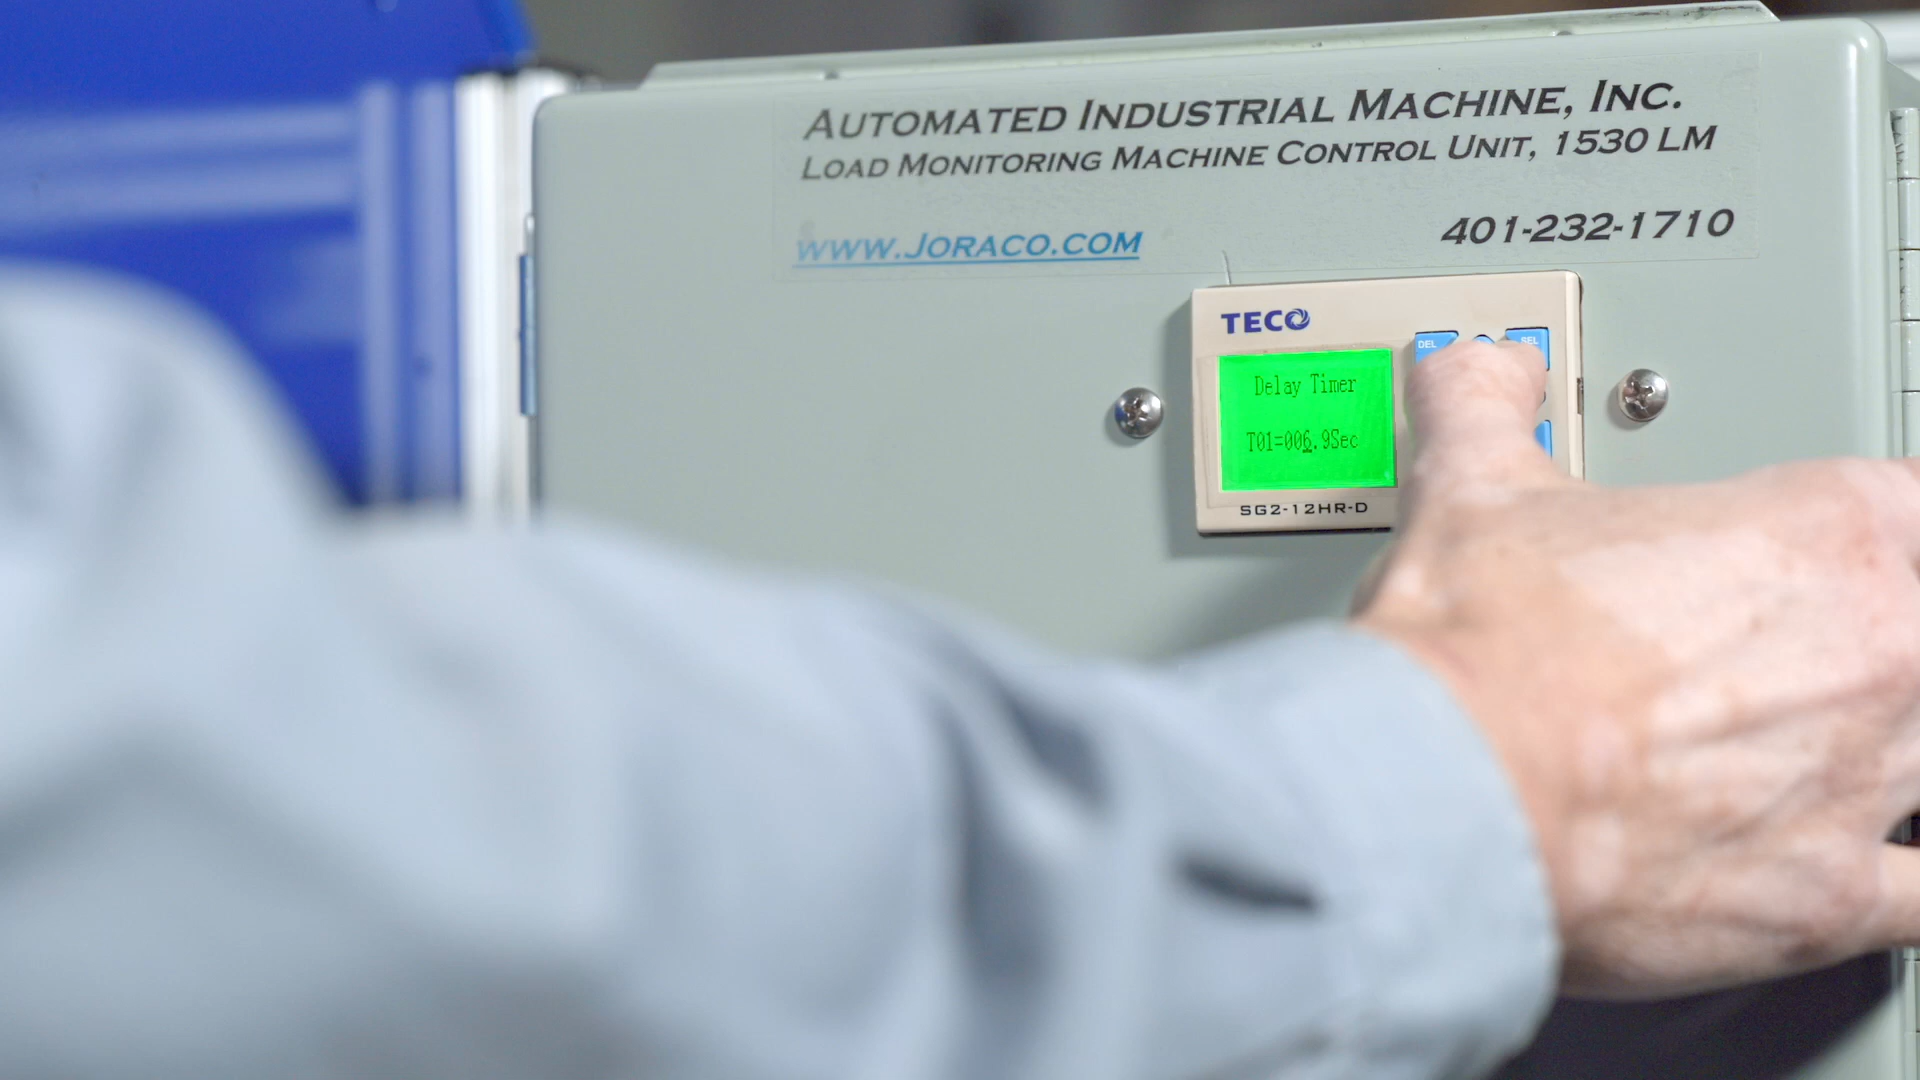 AUTOMATED INDUSTRIAL MACHINE, INC.
LOAD MONITORING MACHINE CONTROL UNIT, 1530 LM
WWW.JORACO.COM
401-232-1710
TECO
DEL
SEL
Delay Timer
T01=006.9Sec
SG2-12HR-D